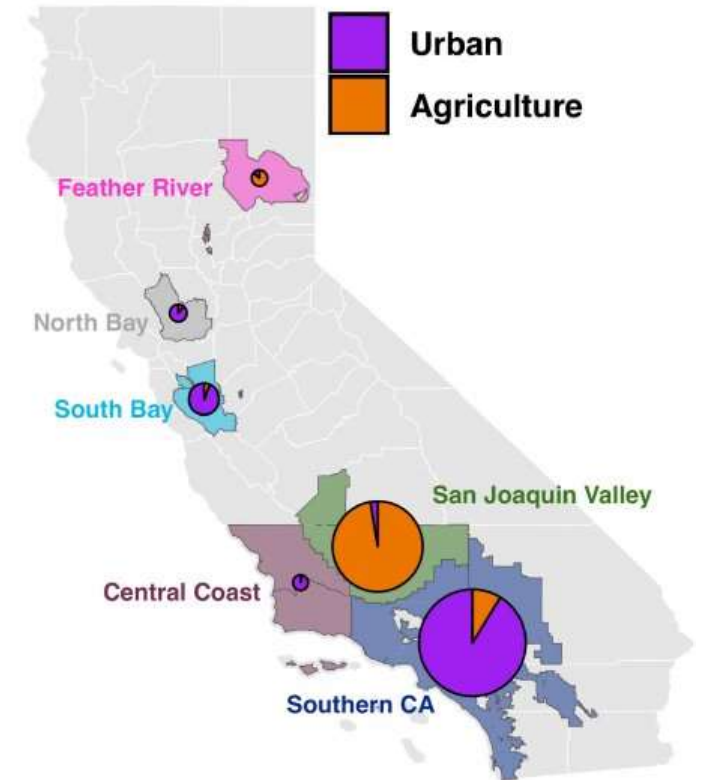 Urban
Agriculture
Feather River
North Bay
South Bay
San Joaquin Valley
Central Coast
Southern CA